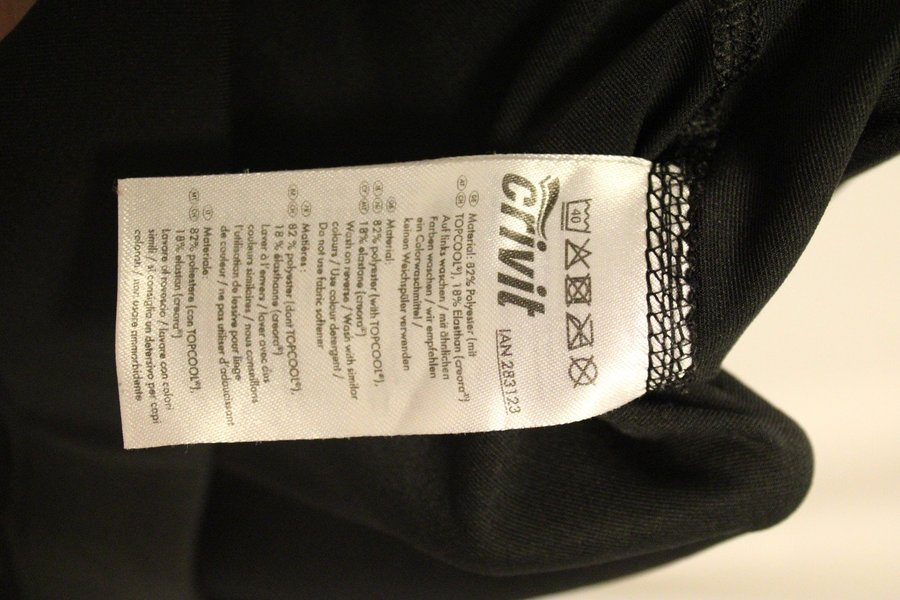 40
crivit
IAN 283123
DE AT CH Material: 82% Polyester (mit
TOPCOOL®), 18% Elasthan (creora®)
Auf links waschen / mit ähnlichen
Farben waschen / wir empfehlen
ein Colorwaschmittel /
keinen Weichspüler verwenden
Material:
82% polyester (with TOPCOOL®),
18% elastane (creora®)
Wash on reverse / Wash with similar
colours / Use colour detergent /
Do not use fabric softener
Matières :
82 % polyester (dont TOPCOOL®),
18 % élasthanne (creora®)
Laver à l'envers / laver avec des
couleurs similaires / nous conseillons
l'utilisation de lessive pour linge
de couleur / ne pas utiliser d'adoucissant
Materiale:
82% poliestere (con TOPCOOL®),
18% elastan (creora®)
Lavare al rovescio / lavare con colori
simili / si consiglia un detersivo per capi
colorati / non usare ammorbidente